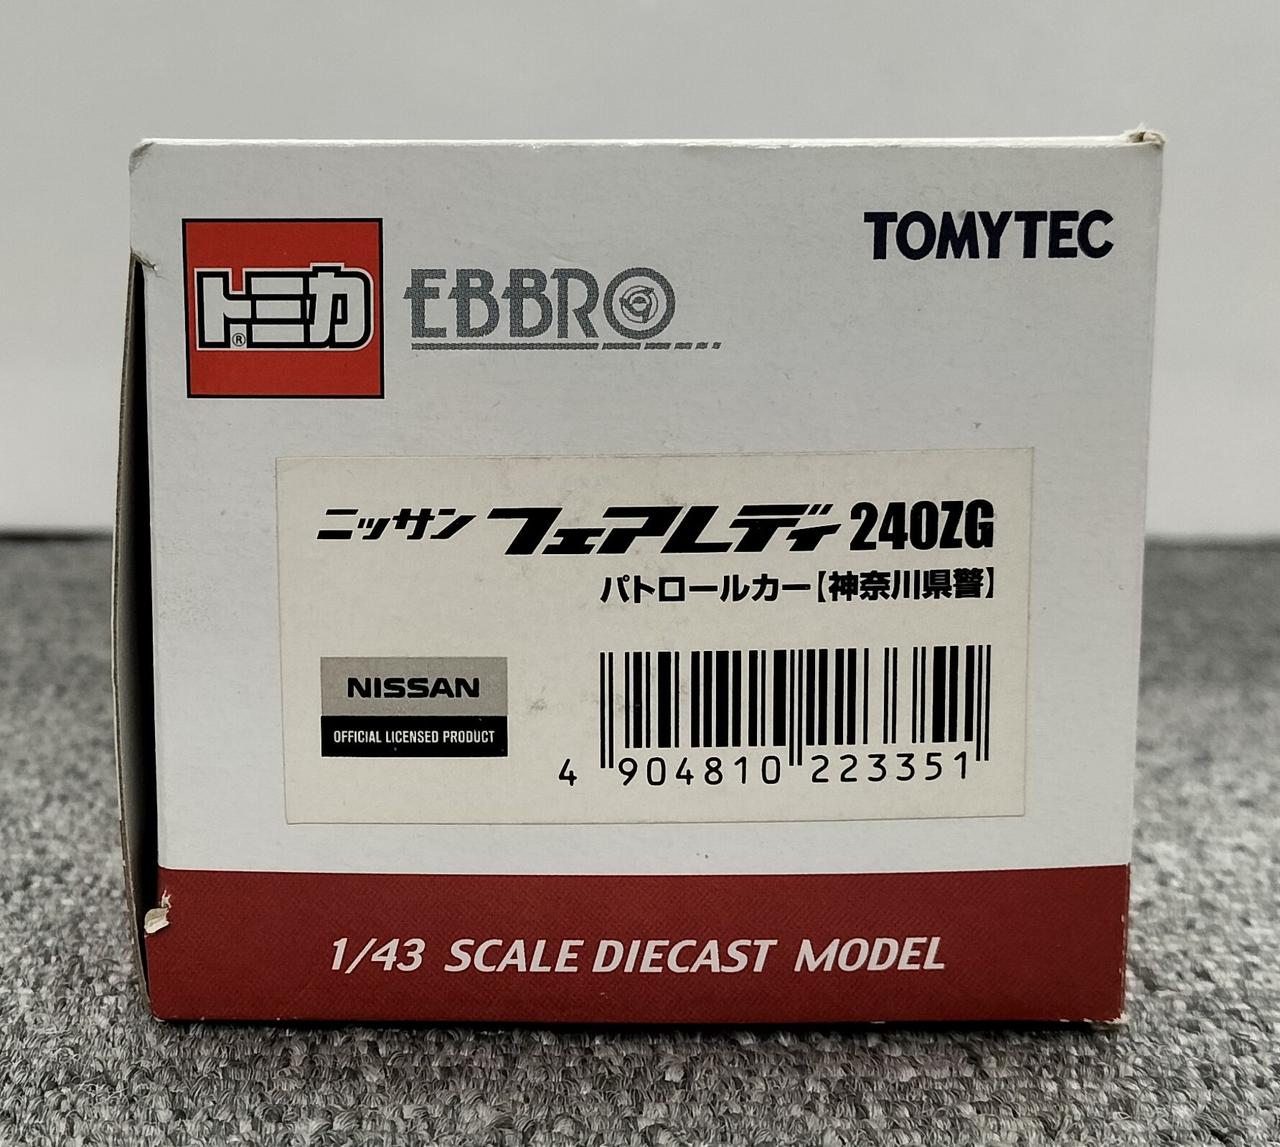 TOMYTEC
トミカ®
EBBRO
ニッサン フェアレディ 240ZG
パトロールカー【神奈川県警】
NISSAN
OFFICIAL LICENSED PRODUCT
4 904810 223351
1/43 SCALE DIECAST MODEL